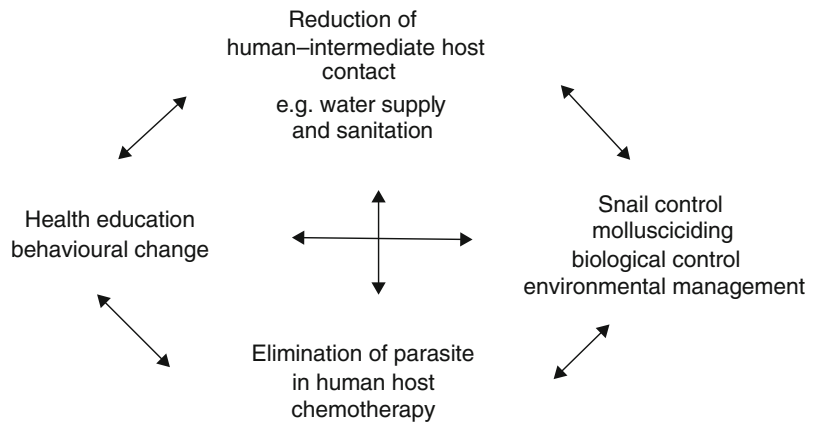 Reduction of
human–intermediate host
contact
e.g. water supply
and sanitation
Health education
behavioural change
Snail control
mollusciciding
biological control
environmental management
Elimination of parasite
in human host
chemotherapy